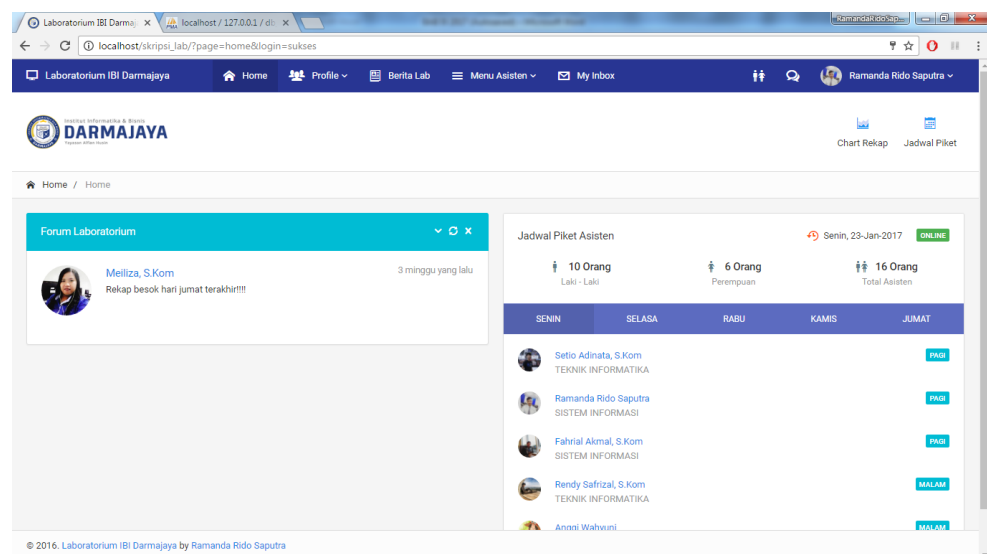 Laboratorium IBI Darmaj
localhost / 127.0.0.1 / db
RamandaRidoSap...
localhost/skripsi_lab/?page=home&login=sukses
Laboratorium IBI Darmajaya
Home
Profile
Berita Lab
Menu Asisten
My Inbox
Ramanda Rido Saputra
Institut Informatika & Bisnis
DARMAJAYA
Yayasan Alfian Husin
Chart Rekap
Jadwal Piket
Home / Home
Forum Laboratorium
Meiliza, S.Kom
3 minggu yang lalu
Rekap besok hari jumat terakhir!!!!
Jadwal Piket Asisten
Senin, 23-Jan-2017
ONLINE
10 Orang
Laki - Laki
6 Orang
Perempuan
16 Orang
Total Asisten
SENIN
SELASA
RABU
KAMIS
JUMAT
Setio Adinata, S.Kom
PAGI
TEKNIK INFORMATIKA
Ramanda Rido Saputra
PAGI
SISTEM INFORMASI
Fahrial Akmal, S.Kom
PAGI
SISTEM INFORMASI
Rendy Safrizal, S.Kom
MALAM
TEKNIK INFORMATIKA
Anggi Wahyuni
MALAM
© 2016. Laboratorium IBI Darmajaya by Ramanda Rido Saputra